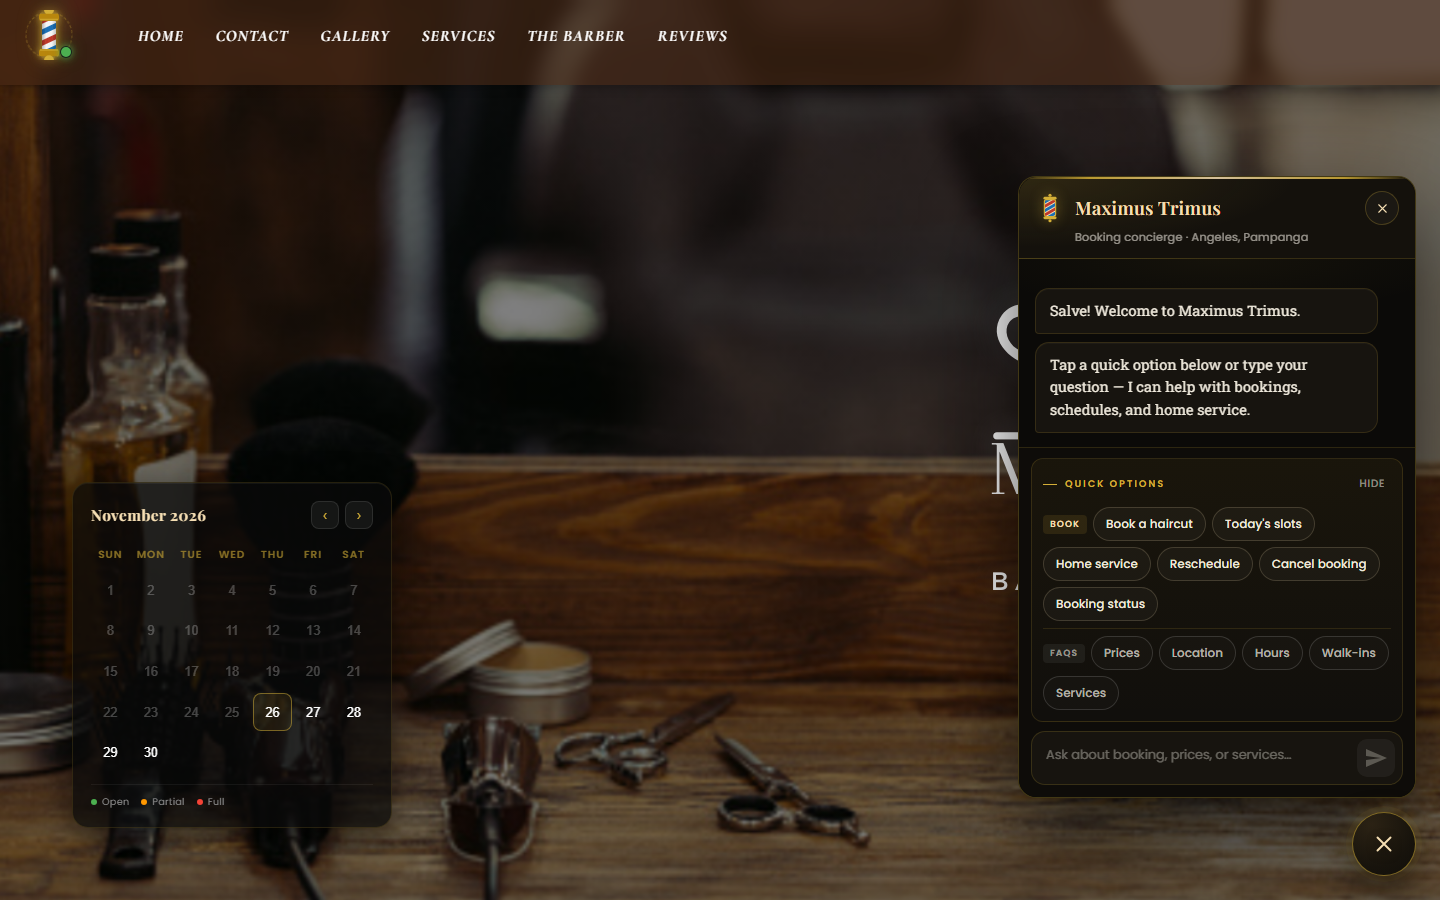 HOME CONTACT GALLERY SERVICES THE BARBER REVIEWS
November 2026 ‹ ›
SUN MON TUE WED THU FRI SAT
1 2 3 4 5 6 7
8 9 10 11 12 13 14
15 16 17 18 19 20 21
22 23 24 25 26 27 28
29 30
Open Partial Full
Maximus Trimus
Booking concierge · Angeles, Pampanga
Salve! Welcome to Maximus Trimus.
Tap a quick option below or type your
question — I can help with bookings,
schedules, and home service.
QUICK OPTIONS HIDE
BOOK Book a haircut Today's slots
Home service Reschedule Cancel booking
Booking status
FAQS Prices Location Hours Walk-ins
Services
Ask about booking, prices, or services...